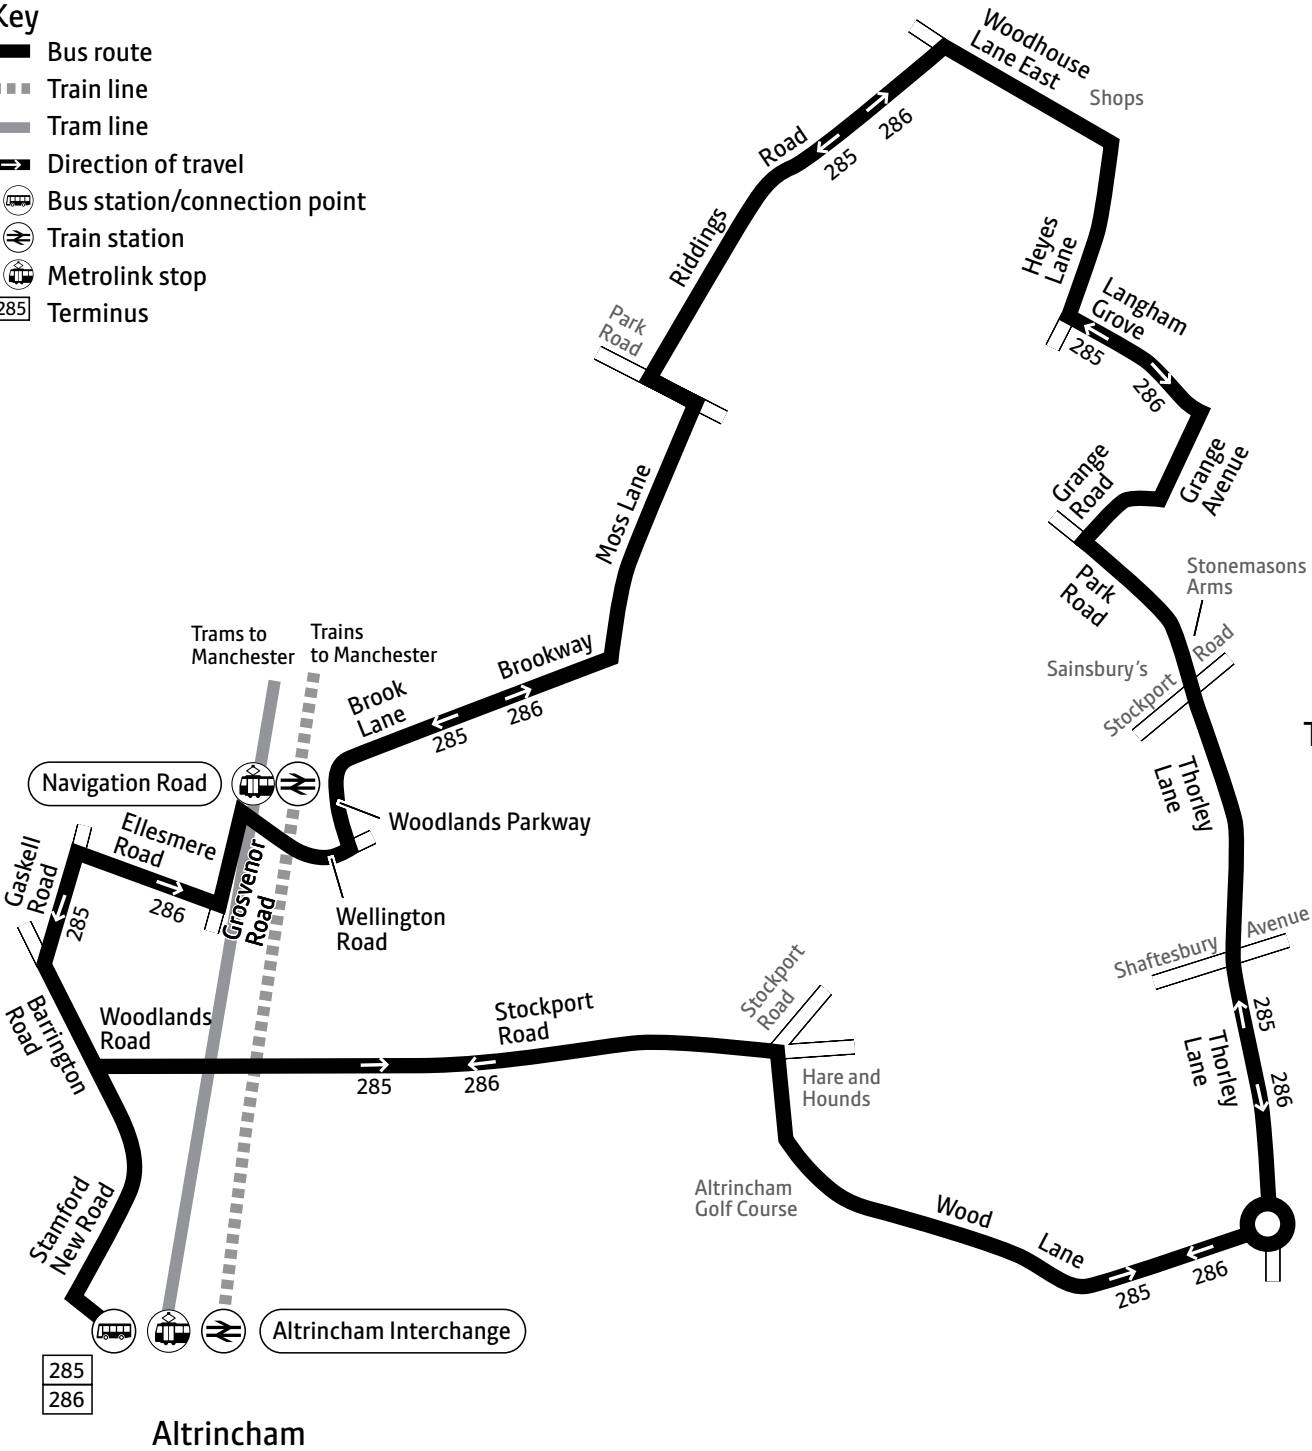 Key
Bus route
Train line
Tram line
Direction of travel
Bus station/connection point
Train station
Metrolink stop
285
Terminus
Woodhouse
Lane East
Shops
286
Road
285
Riddings
Heyes
Lane
Langham
Grove
Park
Road
285
286
Grange
Road
Grange
Avenue
Moss Lane
Stonemasons
Arms
Park
Road
Trams to
Manchester
Trains
to Manchester
Brookway
Sainsbury's
Stockport
Road
Brook
Lane
286
285
Navigation Road
Thorley
Lane
Woodlands Parkway
Ellesmere
Road
Gaskell
Road
286
285
Grosvenor
Road
Wellington
Road
Shaftesbury
Avenue
Stockport
Road
Barrington
Road
Woodlands
Road
Stockport
Road
285
286
285
Thorley
Lane
286
Hare and
Hounds
Altrincham
Golf Course
Wood
Lane
Stamford
New Road
286
285
Altrincham Interchange
285
286
Altrincham